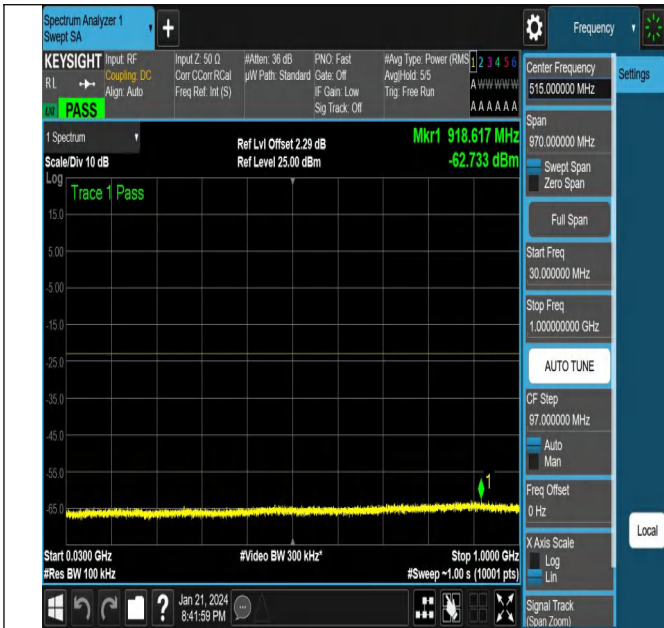 Spectrum Analyzer 1
Swept SA
Frequency
KEYSIGHT
RL
PASS
Input: RF
Coupling: DC
Align: Auto
Input Z: 50 Ω
Corr CCorr RCal
Freq Ref: Int (S)
#Atten: 36 dB
µW Path: Standard
PNO: Fast
Gate: Off
IF Gain: Low
Sig Track: Off
#Avg Type: Power (RMS
Avg|Hold: 5/5
Trig: Free Run
1 2 3 4 5 6
A W W W W W
A A A A A A
1 Spectrum
Scale/Div 10 dB
Ref Lvl Offset 2.29 dB
Ref Level 25.00 dBm
Mkr1 918.617 MHz
-62.733 dBm
Log
Trace 1 Pass
15.0
5.00
-5.00
-15.0
-25.0
-35.0
-45.0
-55.0
-65.0
1
Start 0.0300 GHz
#Res BW 100 kHz
#Video BW 300 kHz*
Stop 1.0000 GHz
#Sweep ~1.00 s (10001 pts)
Center Frequency
515.000000 MHz
Settings
Span
970.000000 MHz
Swept Span
Zero Span
Full Span
Start Freq
30.000000 MHz
Stop Freq
1.000000000 GHz
AUTO TUNE
CF Step
97.000000 MHz
Auto
Man
Freq Offset
0 Hz
X Axis Scale
Log
Lin
Local
Signal Track
(Span Zoom)
Jan 21, 2024
8:41:59 PM
?